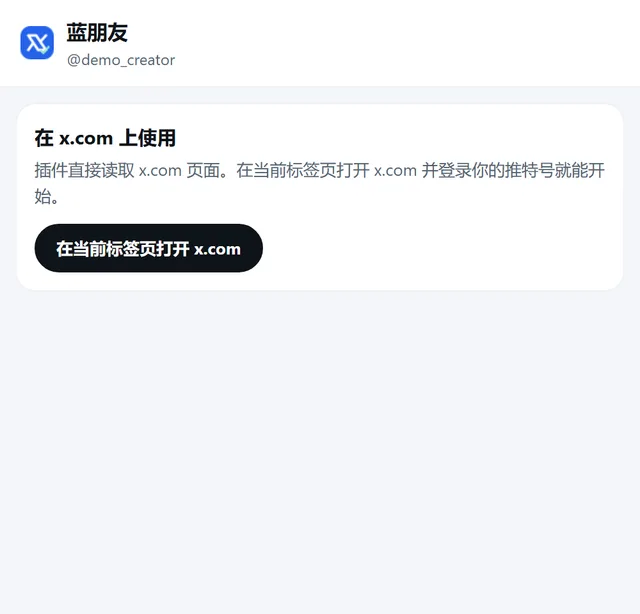 蓝朋友
@demo_creator
在 x.com 上使用
插件直接读取 x.com 页面。在当前标签页打开 x.com 并登录你的推特号就能开
始。
在当前标签页打开 x.com